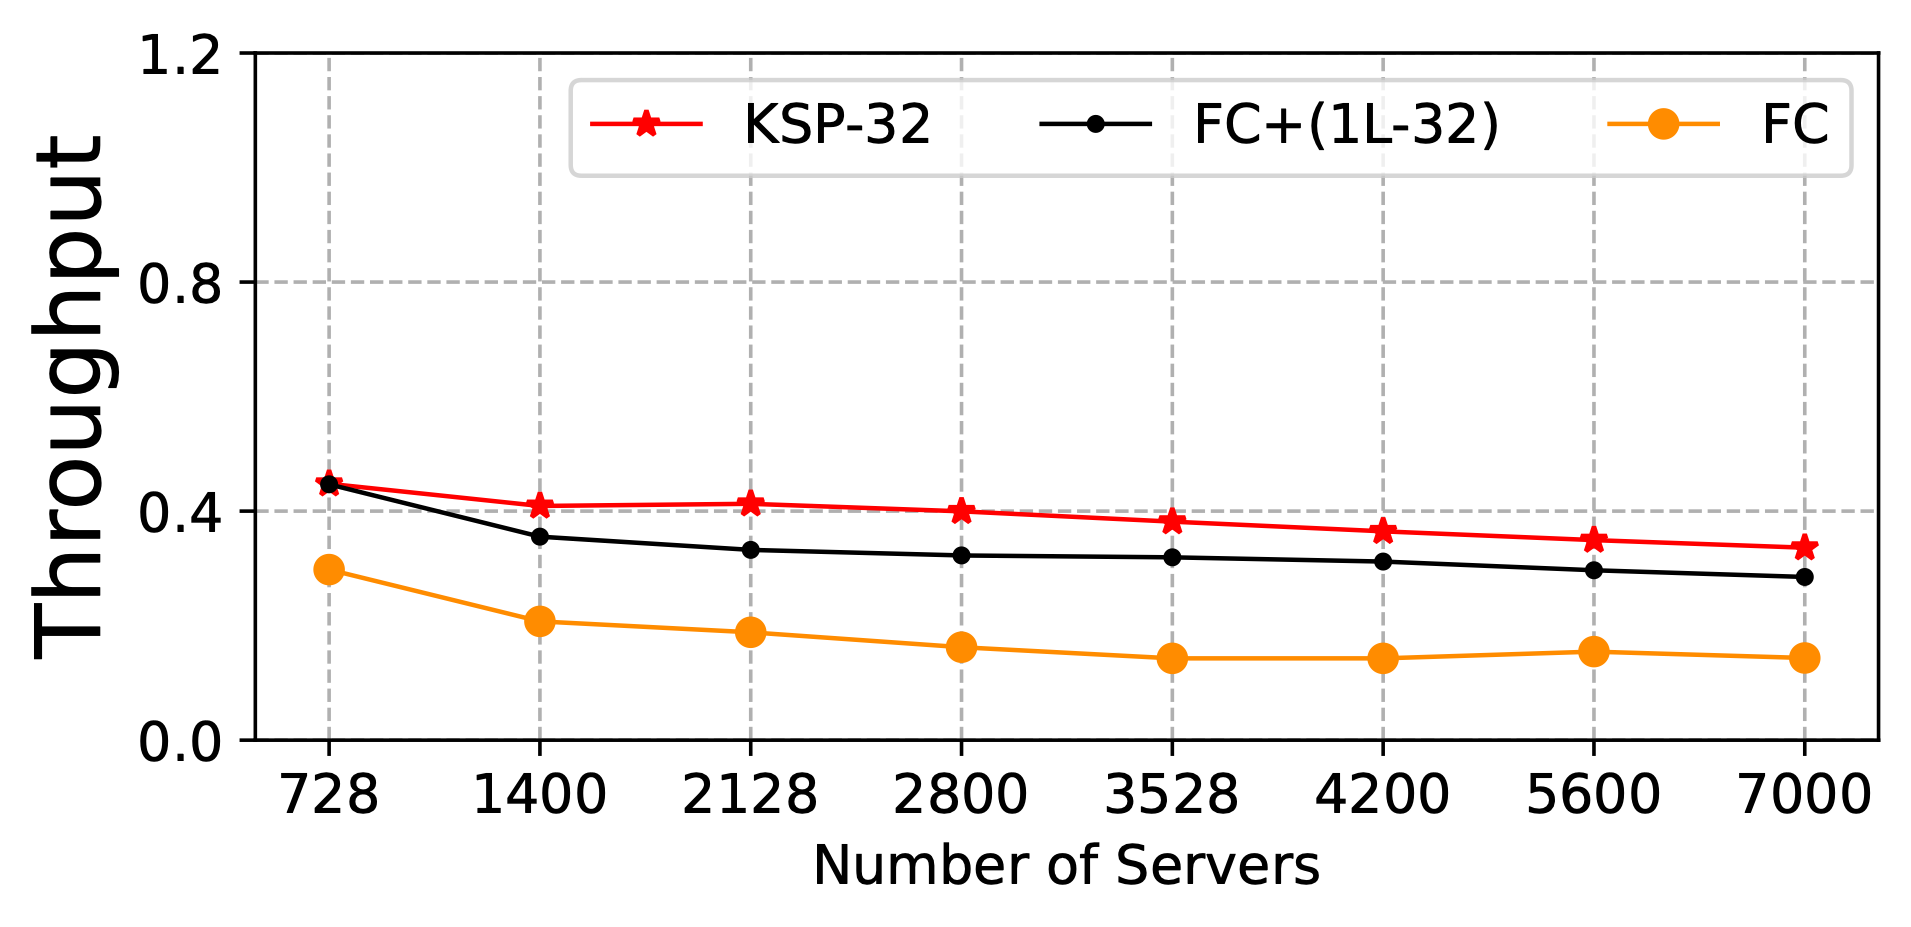 Throughput
1.2
0.8
0.4
0.0
KSP-32 FC+(1L-32) FC
728 1400 2128 2800 3528 4200 5600 7000
Number of Servers